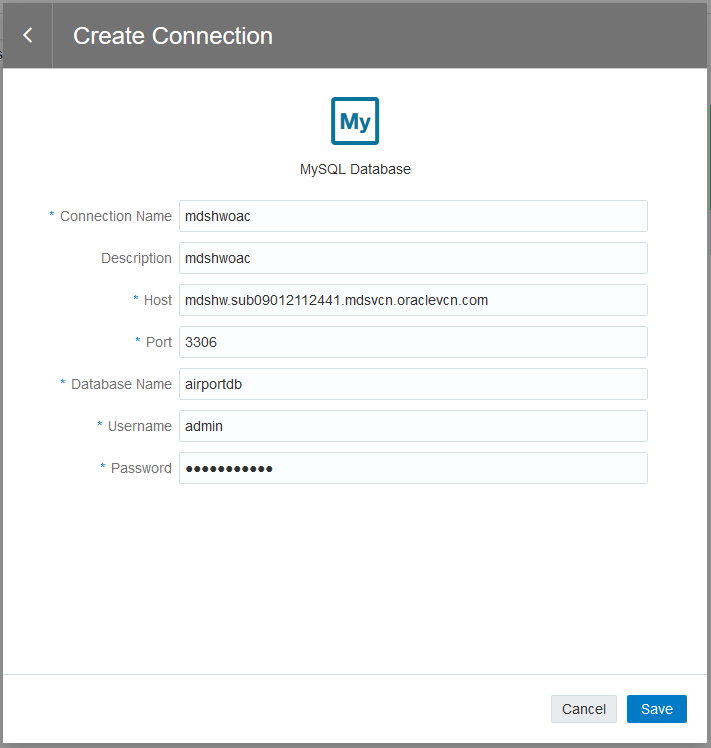 Create Connection
My
MySQL Database
* Connection Name mdshwoac
Description mdshwoac
* Host mdshw.sub09012112441.mdsvcn.oraclevcn.com
* Port 3306
* Database Name airportdb
* Username admin
* Password ●●●●●●●●●●●
Cancel Save